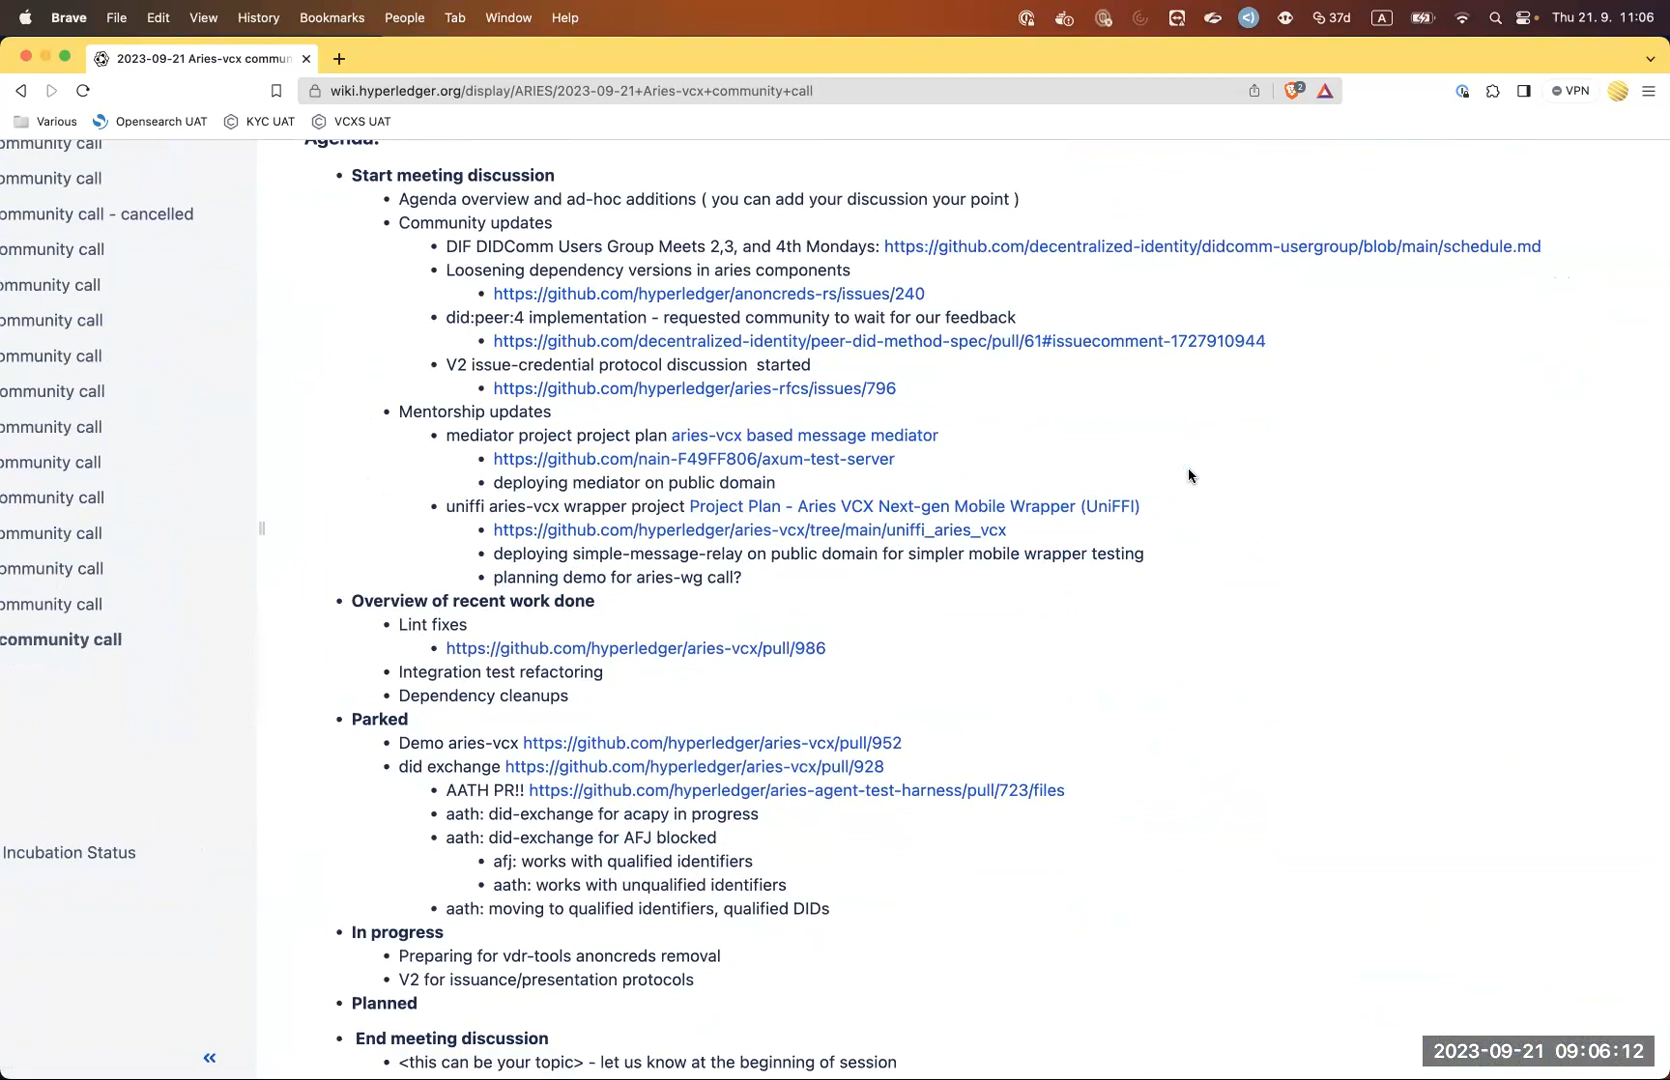 Brave File Edit View History Bookmarks People Tab Window Help 37d A Thu 21. 9. 11:06
2023-09-21 Aries-vcx commun
wiki.hyperledger.org/display/ARIES/2023-09-21+Aries-vcx+community+call 2 VPN
Various Opensearch UAT KYC UAT VCXS UAT
ommunity call
ommunity call
ommunity call - cancelled
ommunity call
ommunity call
ommunity call
ommunity call
ommunity call
ommunity call
ommunity call
ommunity call
ommunity call
ommunity call
ommunity call
community call
Incubation Status
«
Agenda:
• Start meeting discussion
• Agenda overview and ad-hoc additions ( you can add your discussion your point )
• Community updates
• DIF DIDComm Users Group Meets 2,3, and 4th Mondays: https://github.com/decentralized-identity/didcomm-usergroup/blob/main/schedule.md
• Loosening dependency versions in aries components
• https://github.com/hyperledger/anoncreds-rs/issues/240
• did:peer:4 implementation - requested community to wait for our feedback
• https://github.com/decentralized-identity/peer-did-method-spec/pull/61#issuecomment-1727910944
• V2 issue-credential protocol discussion  started
• https://github.com/hyperledger/aries-rfcs/issues/796
• Mentorship updates
• mediator project project plan aries-vcx based message mediator
• https://github.com/nain-F49FF806/axum-test-server
• deploying mediator on public domain
• uniffi aries-vcx wrapper project Project Plan - Aries VCX Next-gen Mobile Wrapper (UniFFI)
• https://github.com/hyperledger/aries-vcx/tree/main/uniffi_aries_vcx
• deploying simple-message-relay on public domain for simpler mobile wrapper testing
• planning demo for aries-wg call?
• Overview of recent work done
• Lint fixes
• https://github.com/hyperledger/aries-vcx/pull/986
• Integration test refactoring
• Dependency cleanups
• Parked
• Demo aries-vcx https://github.com/hyperledger/aries-vcx/pull/952
• did exchange https://github.com/hyperledger/aries-vcx/pull/928
• AATH PR!! https://github.com/hyperledger/aries-agent-test-harness/pull/723/files
• aath: did-exchange for acapy in progress
• aath: did-exchange for AFJ blocked
• afj: works with qualified identifiers
• aath: works with unqualified identifiers
• aath: moving to qualified identifiers, qualified DIDs
• In progress
• Preparing for vdr-tools anoncreds removal
• V2 for issuance/presentation protocols
• Planned
• End meeting discussion
• <this can be your topic> - let us know at the beginning of session
2023-09-21 09:06:12